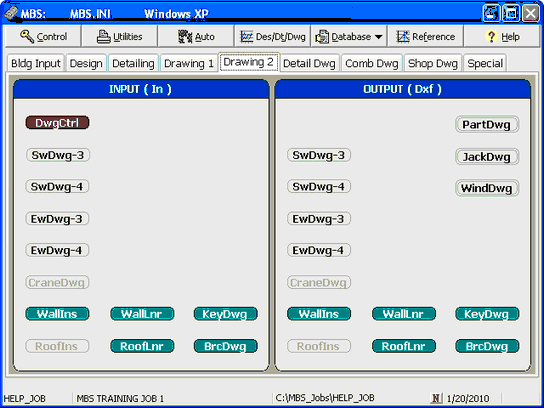 MBS: MBS.INI Windows XP
Control Utilities Auto Des/Dt/Dwg Database Reference ? Help
Bldg Input Design Detailing Drawing 1 Drawing 2 Detail Dwg Comb Dwg Shop Dwg Special
INPUT ( In ) OUTPUT ( Dxf )
DwgCtrl PartDwg
SwDwg-3 SwDwg-3 JackDwg
SwDwg-4 SwDwg-4 WindDwg
EwDwg-3 EwDwg-3
EwDwg-4 EwDwg-4
CraneDwg CraneDwg
WallIns WallLnr KeyDwg WallIns WallLnr KeyDwg
RoofIns RoofLnr BrcDwg RoofIns RoofLnr BrcDwg
HELP_JOB MBS TRAINING JOB 1 C:\MBS_Jobs\HELP_JOB N 1/20/2010